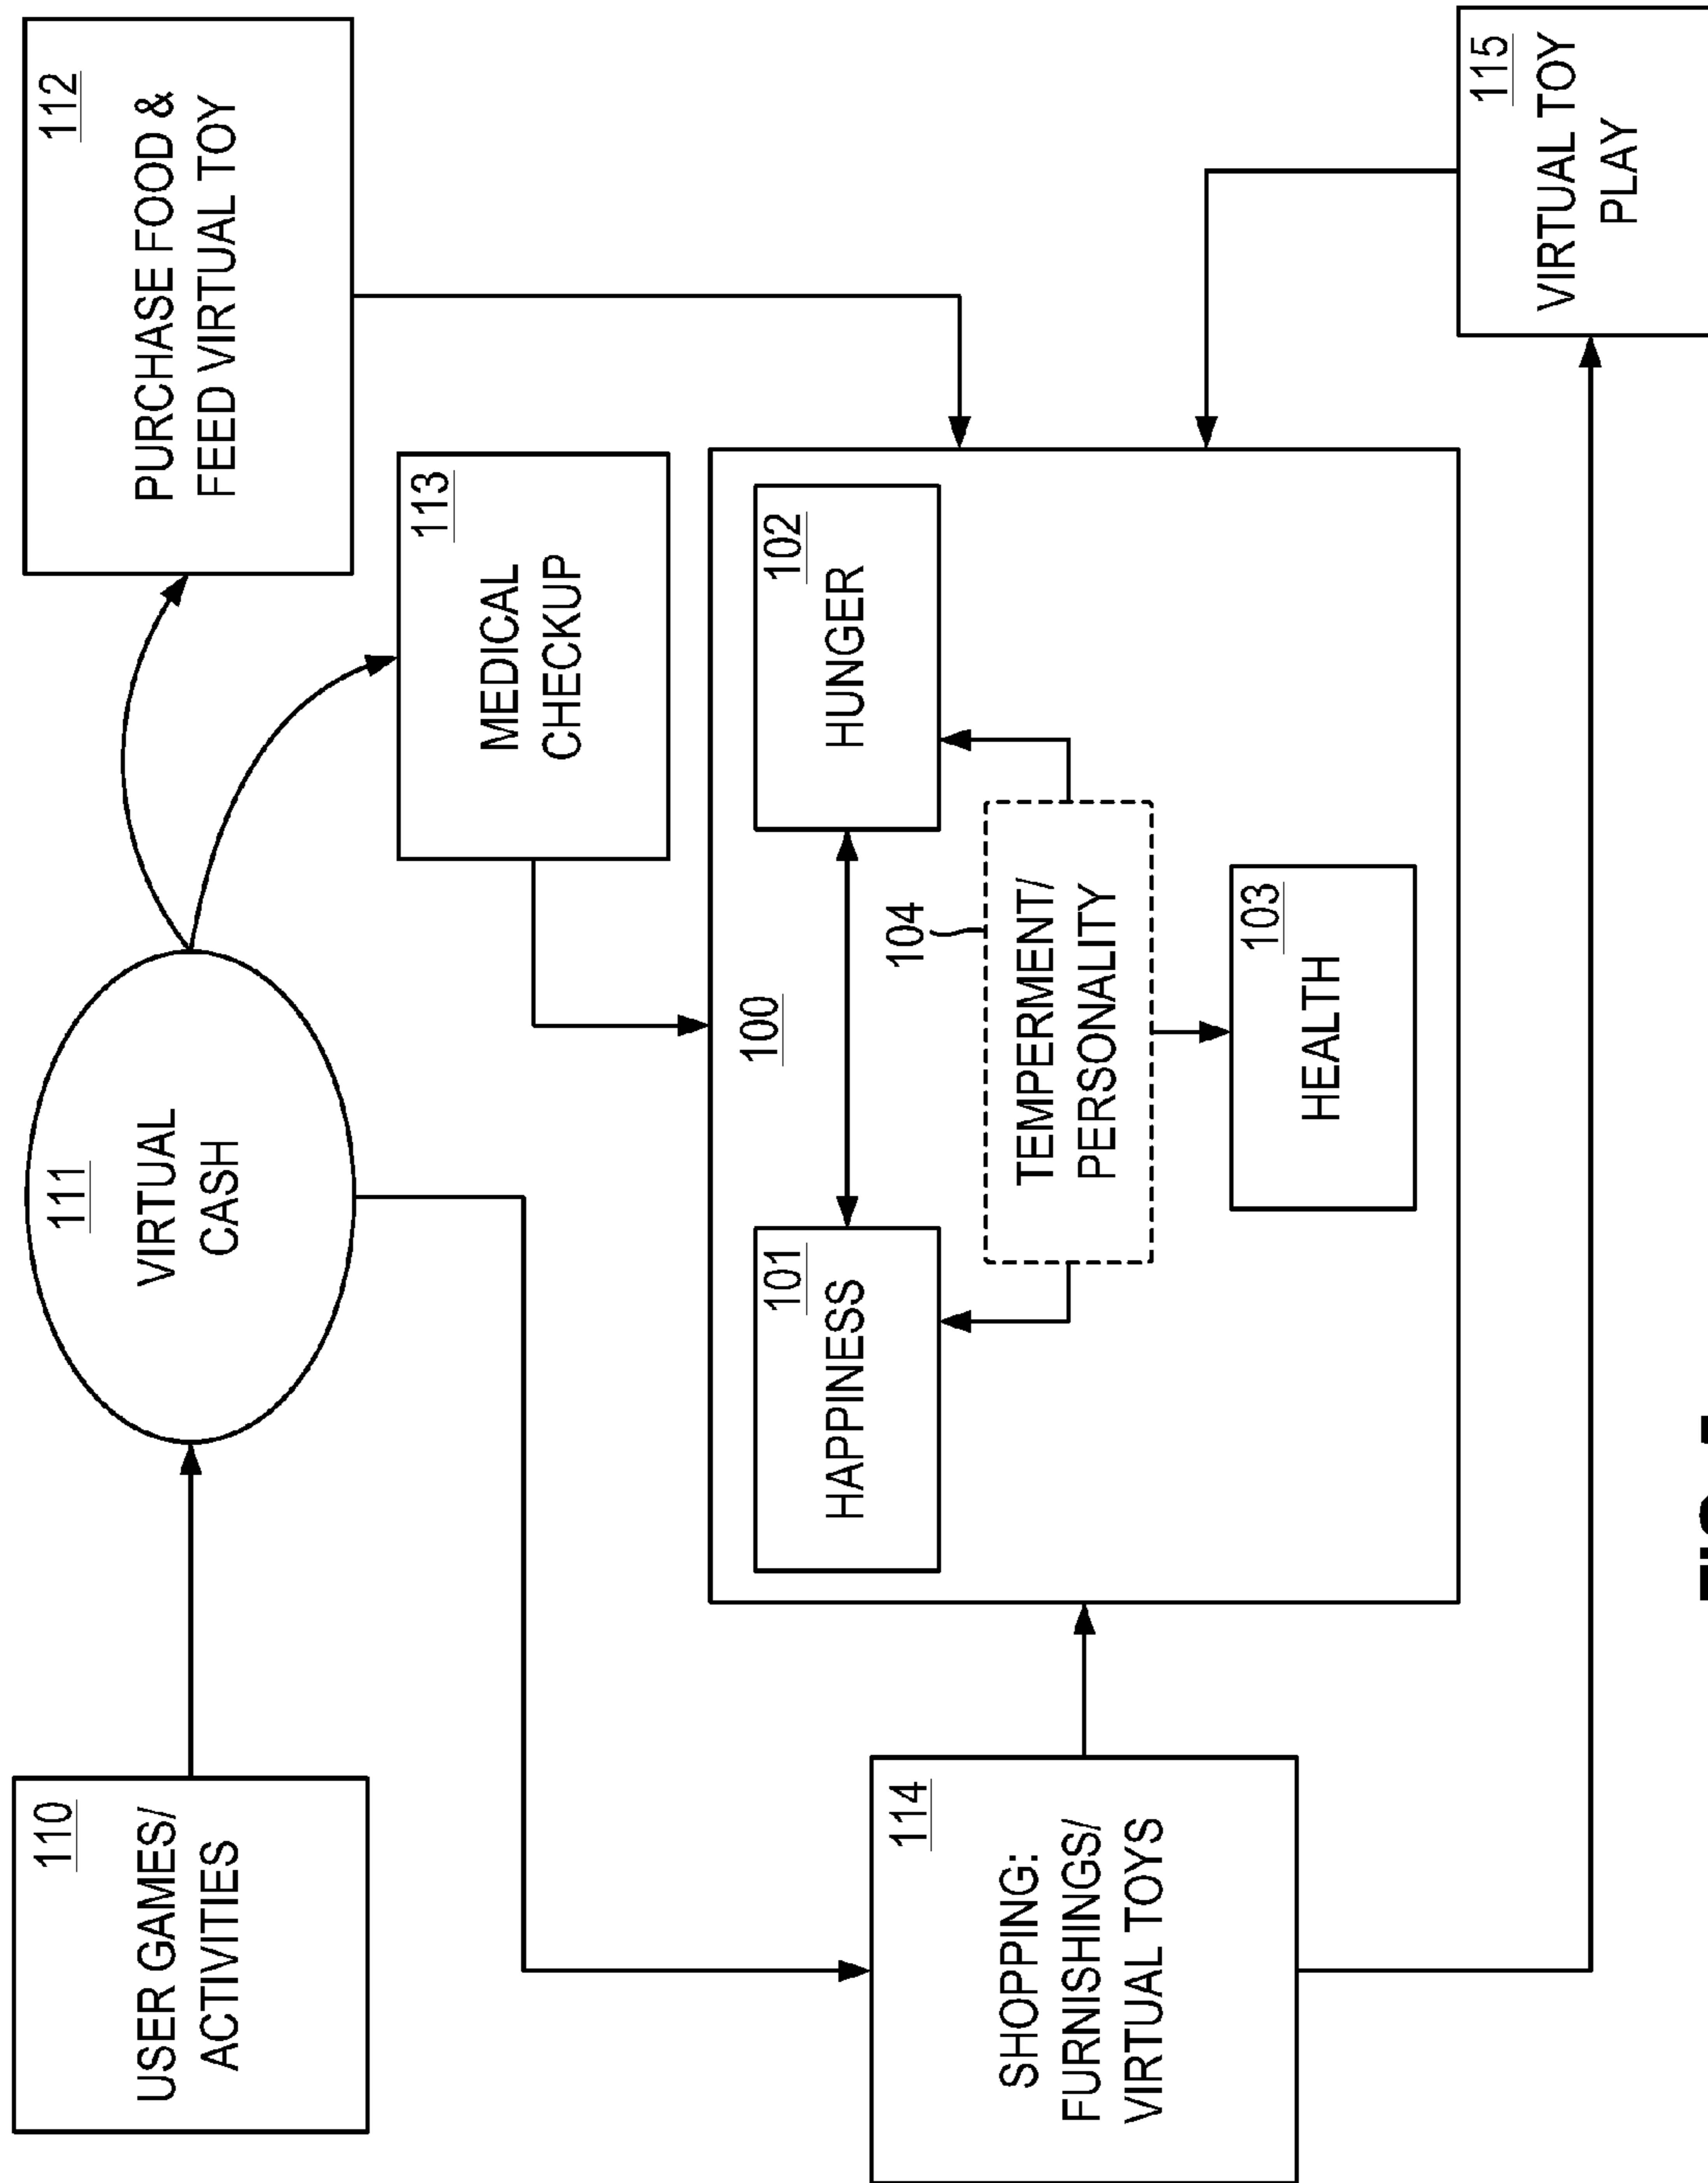 110
USER GAMES/
ACTIVITIES
111
VIRTUAL
CASH
112
PURCHASE FOOD &
FEED VIRTUAL TOY
113
MEDICAL
CHECKUP
100
101
HAPPINESS
102
HUNGER
104
TEMPERMENT/
PERSONALITY
103
HEALTH
114
SHOPPING:
FURNISHINGS/
VIRTUAL TOYS
115
VIRTUAL TOY
PLAY